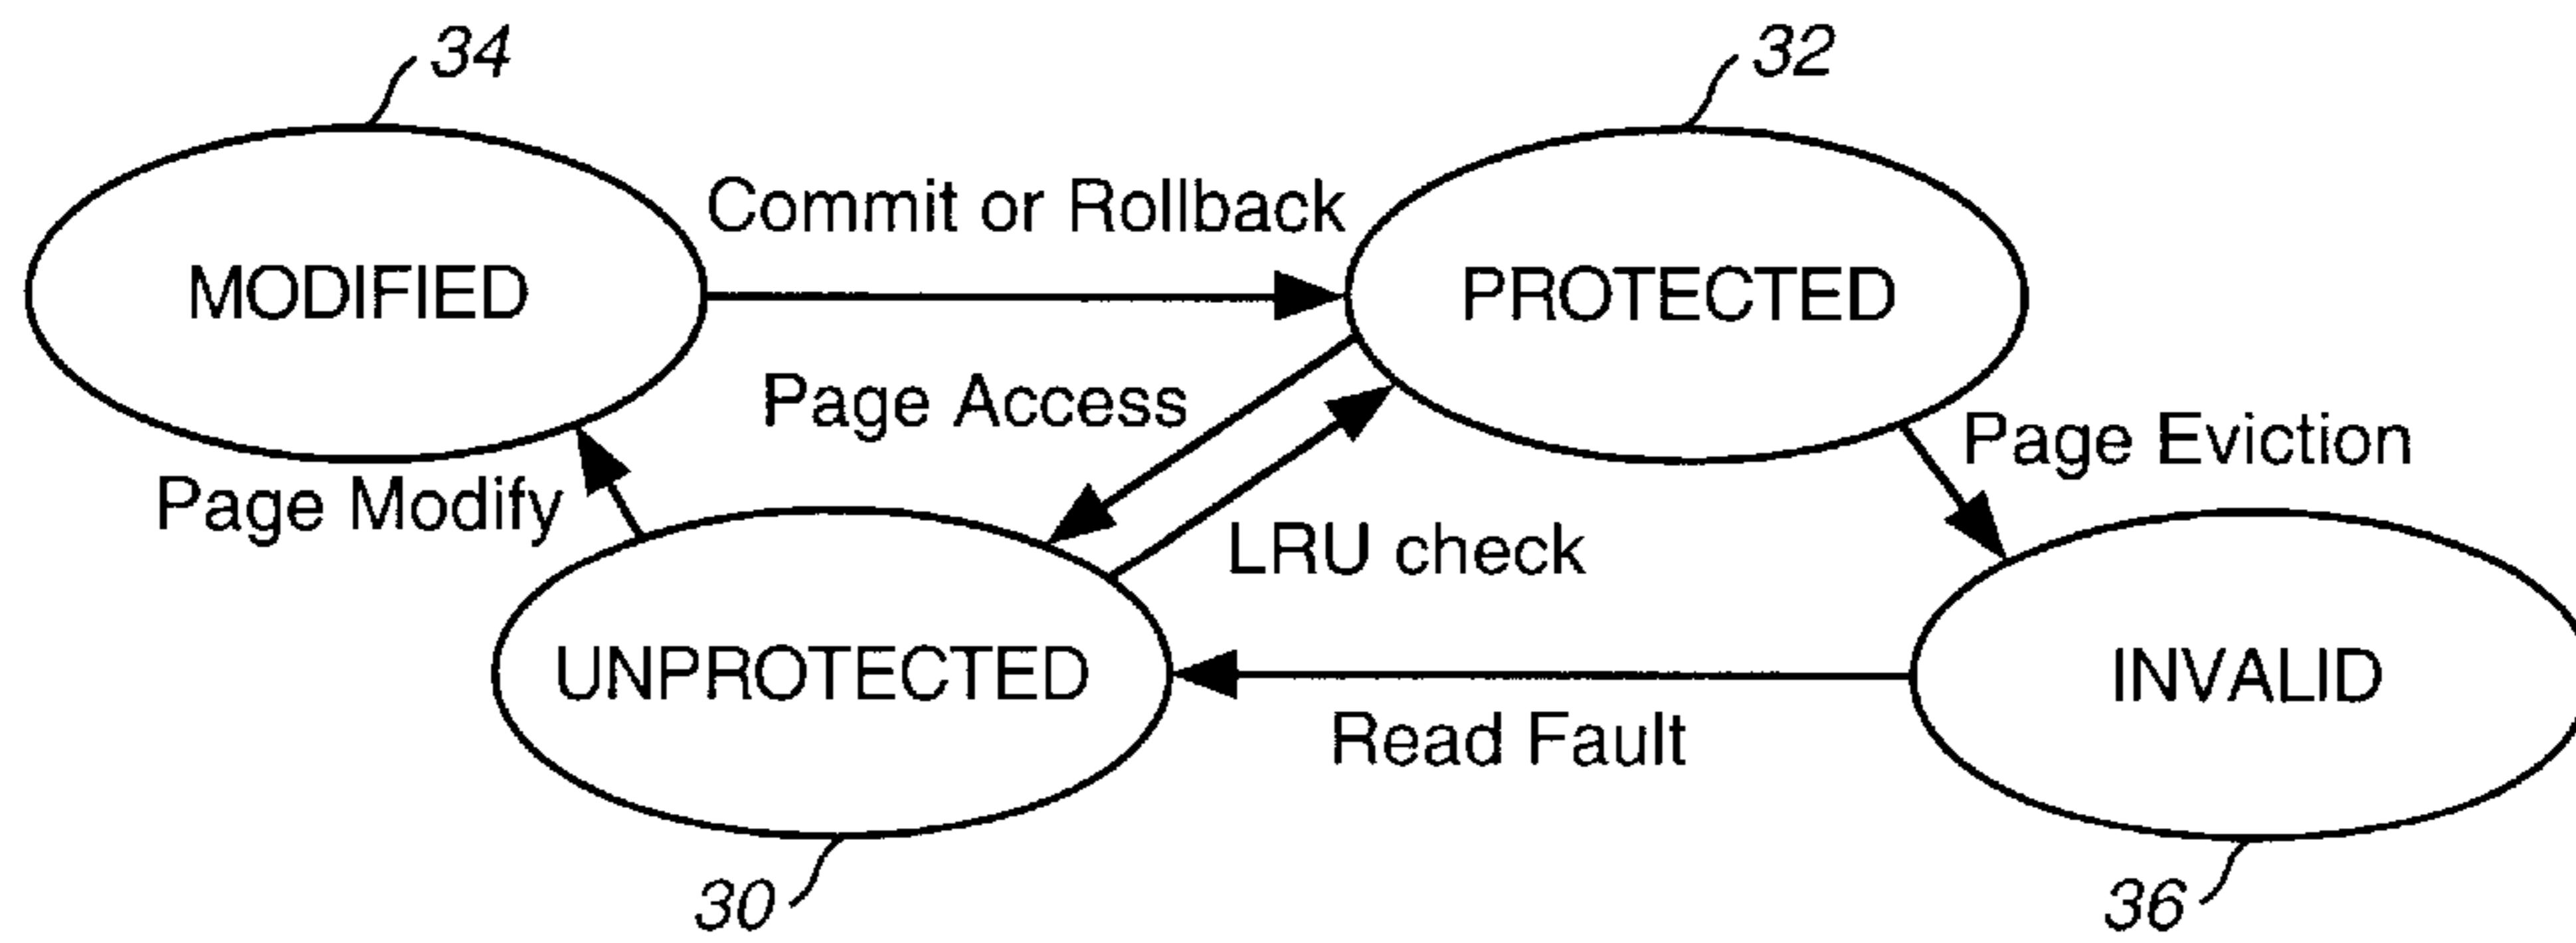 34
32
Commit or Rollback
MODIFIED
PROTECTED
Page Access
Page Eviction
Page Modify
LRU check
UNPROTECTED
INVALID
Read Fault
30
36